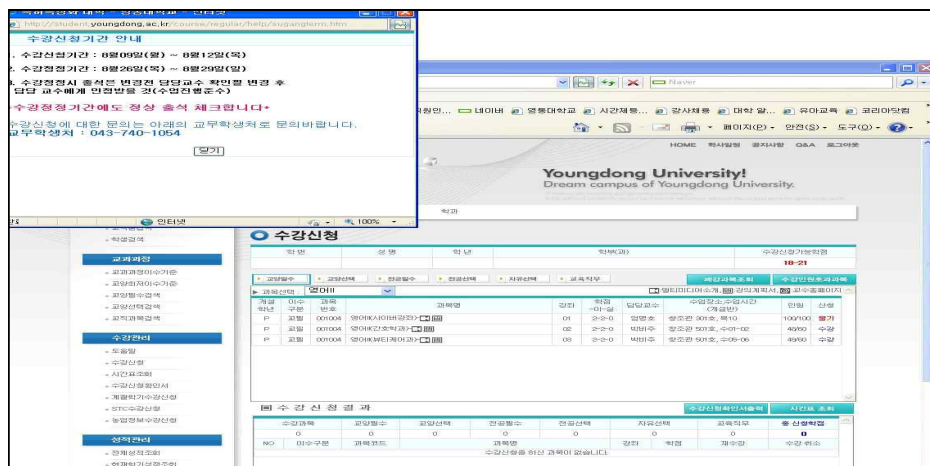 http://student.youngdong.ac.kr/course/regular/help/sugangterm.htm
수강신청기간 안내
1. 수강신청기간 : 8월09일(월) ~ 8월12일(목)
2. 수강정정기간 : 8월26일(목) ~ 8월29일(일)
3. 수강정정시 출석은 변경전 담당교수 확인필 변경 후
담당 교수에게 인정받을 것(수업진행준수)
수강정정기간에도 정상 출석 체크합니다
수강신청에 대한 문의는 아래의 교무학생처로 문의바랍니다.
교무학생처 : 043-740-1054
닫기
인터넷
100%
Naver
네이버
영동대학교
유아교육
코리아닷컴
페이지(P)
안전(S)
도구(O)
HOME 학사일정 공지사항 Q&A 로그아웃
Youngdong University!
Dream campus of Youngdong University.
학과
학생검색
교과과정
교과과정이수기준
교양최저이수기준
교양필수검색
교양선택검색
교직과목검색
수강관리
도움말
수강신청
시간표조회
수강신청확인서
계절학기수강신청
STC수강신청
농업정보수강신청
성적관리
전체성적조회
수강신청
학 번 성 명 학 년 학부(과) 수강신청가능학점
18-21
교양필수 교양선택 전공필수 전공선택 자유선택 교육직무
폐강과목조회 수강인원초과과목
과목선택 : 영어II
멀티미디어소개 강의계획서 교수홈페이지
개설학년 이수구분 과목번호 과목명 강좌 학점-이-실 담당교수 수업장소,수업시간(개설반) 인원 신청
P 교필 001004 영어II(사이버강좌) 01 2-2-0 임명호 창조관 301호, 목10 100/100 불가
P 교필 001004 영어II(간호학과) 02 2-2-0 박비주 창조관 501호, 수01-02 48/60 수강
P 교필 001004 영어II(뷰티케어과) 03 2-2-0 박비주 창조관 501호, 수05-06 48/60 수강
수 강 신 청 결 과
수강신청확인서출력 시간표 조회
수강과목 교양필수 교양선택 전공필수 전공선택 자유선택 교육직무 총 신청학점
0 0 0 0 0 0 0 0
NO 이수구분 과목코드 과목명 강좌 학점 재수강 수강 취소
수강신청을 하신 과목이 없습니다.